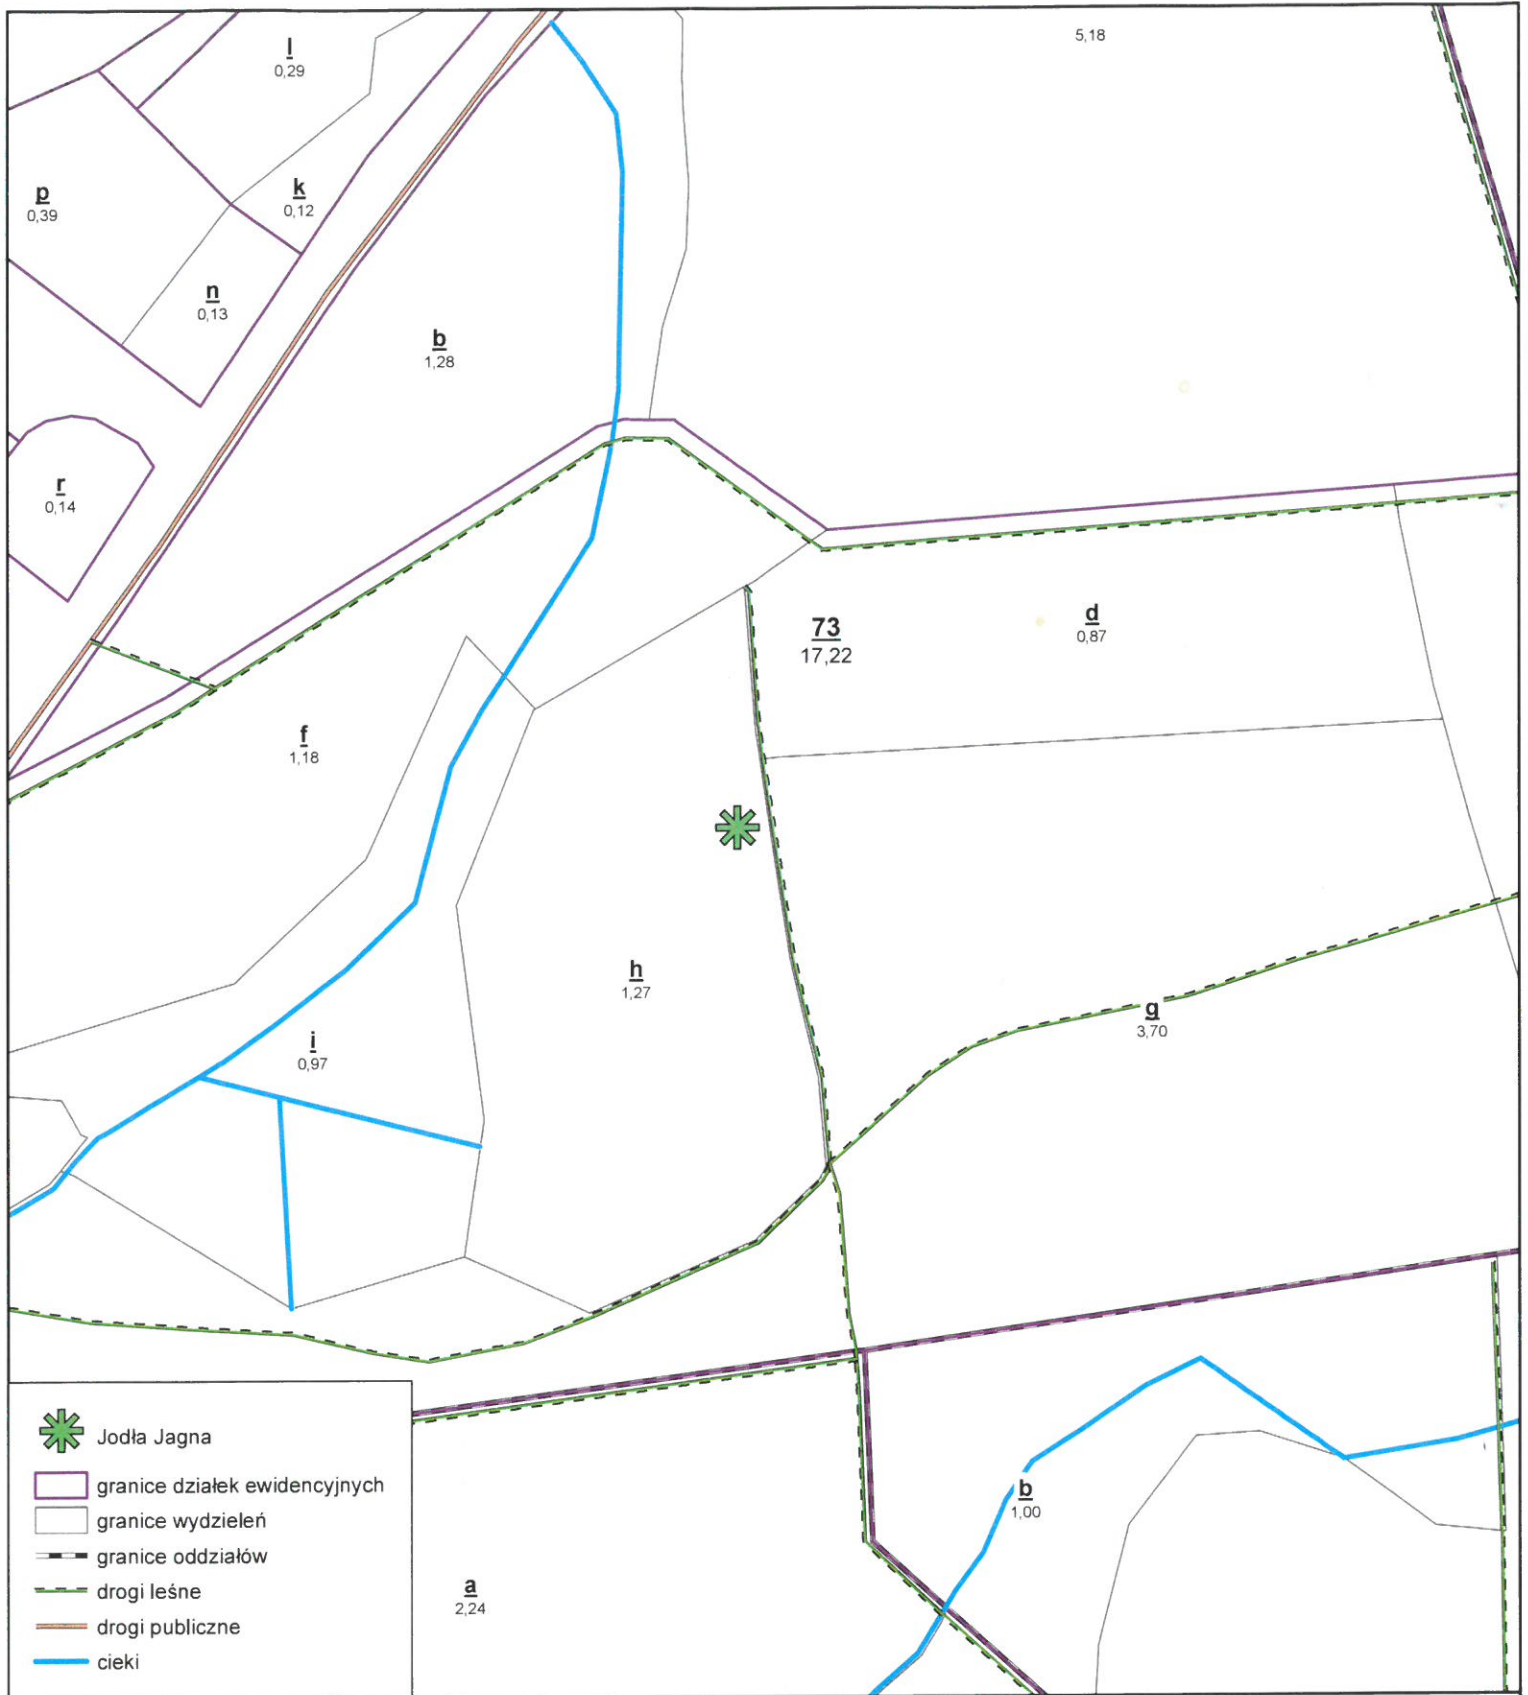 l
0,29
5,18
p
0,39
k
0,12
n
0,13
b
1,28
r
0,14
73
17,22
d
0,87
f
1,18
h
1,27
g
3,70
i
0,97
Jodła Jagna
granice działek ewidencyjnych
granice wydzieleń
granice oddziałów
drogi leśne
drogi publiczne
cieki
b
1,00
a
2,24